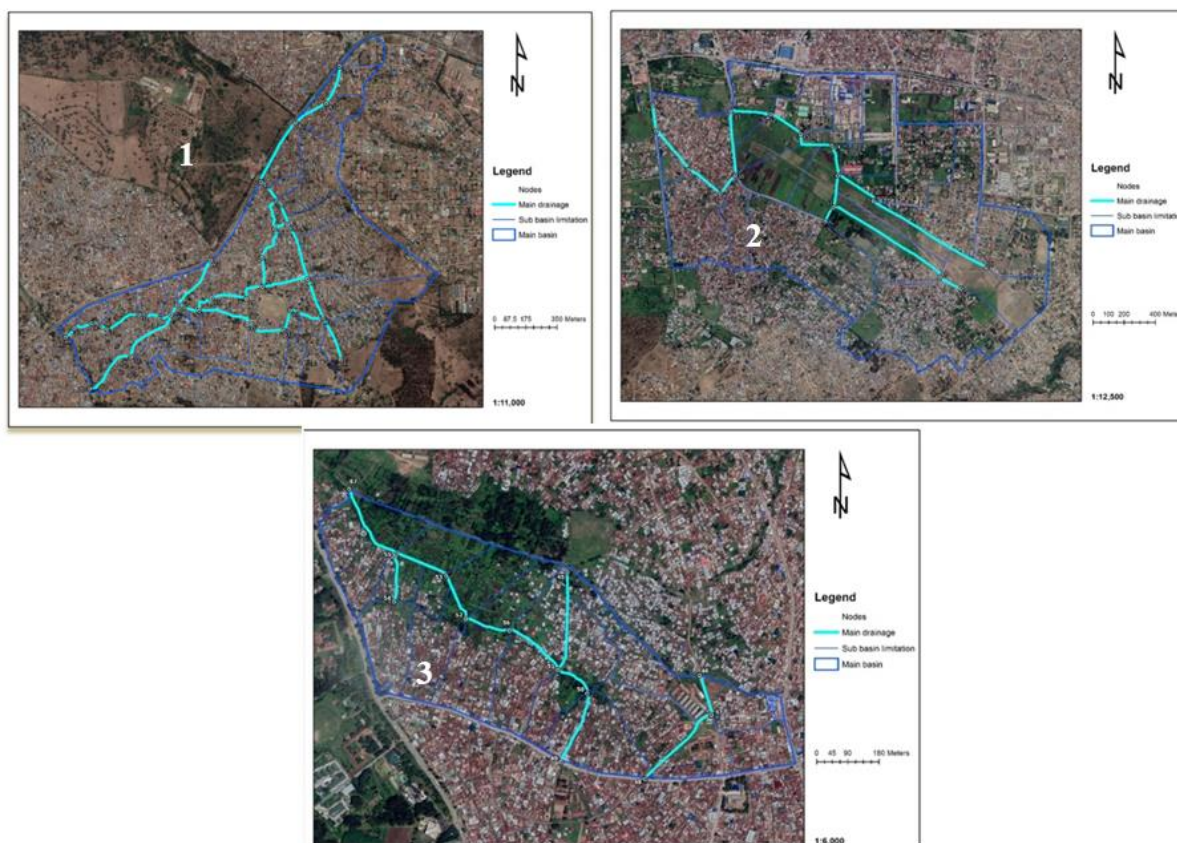 1
N
Legend
Nodes
Main drainage
Sub basin limitation
Main basin
0 87.5 175 350 Meters
1:11,000
2
N
Legend
Nodes
Main drainage
Sub basin limitation
Main basin
0 100 200 400 Meters
1:12,500
3
N
Legend
Nodes
Main drainage
Sub basin limitation
Main basin
0 45 90 180 Meters
1:6,000